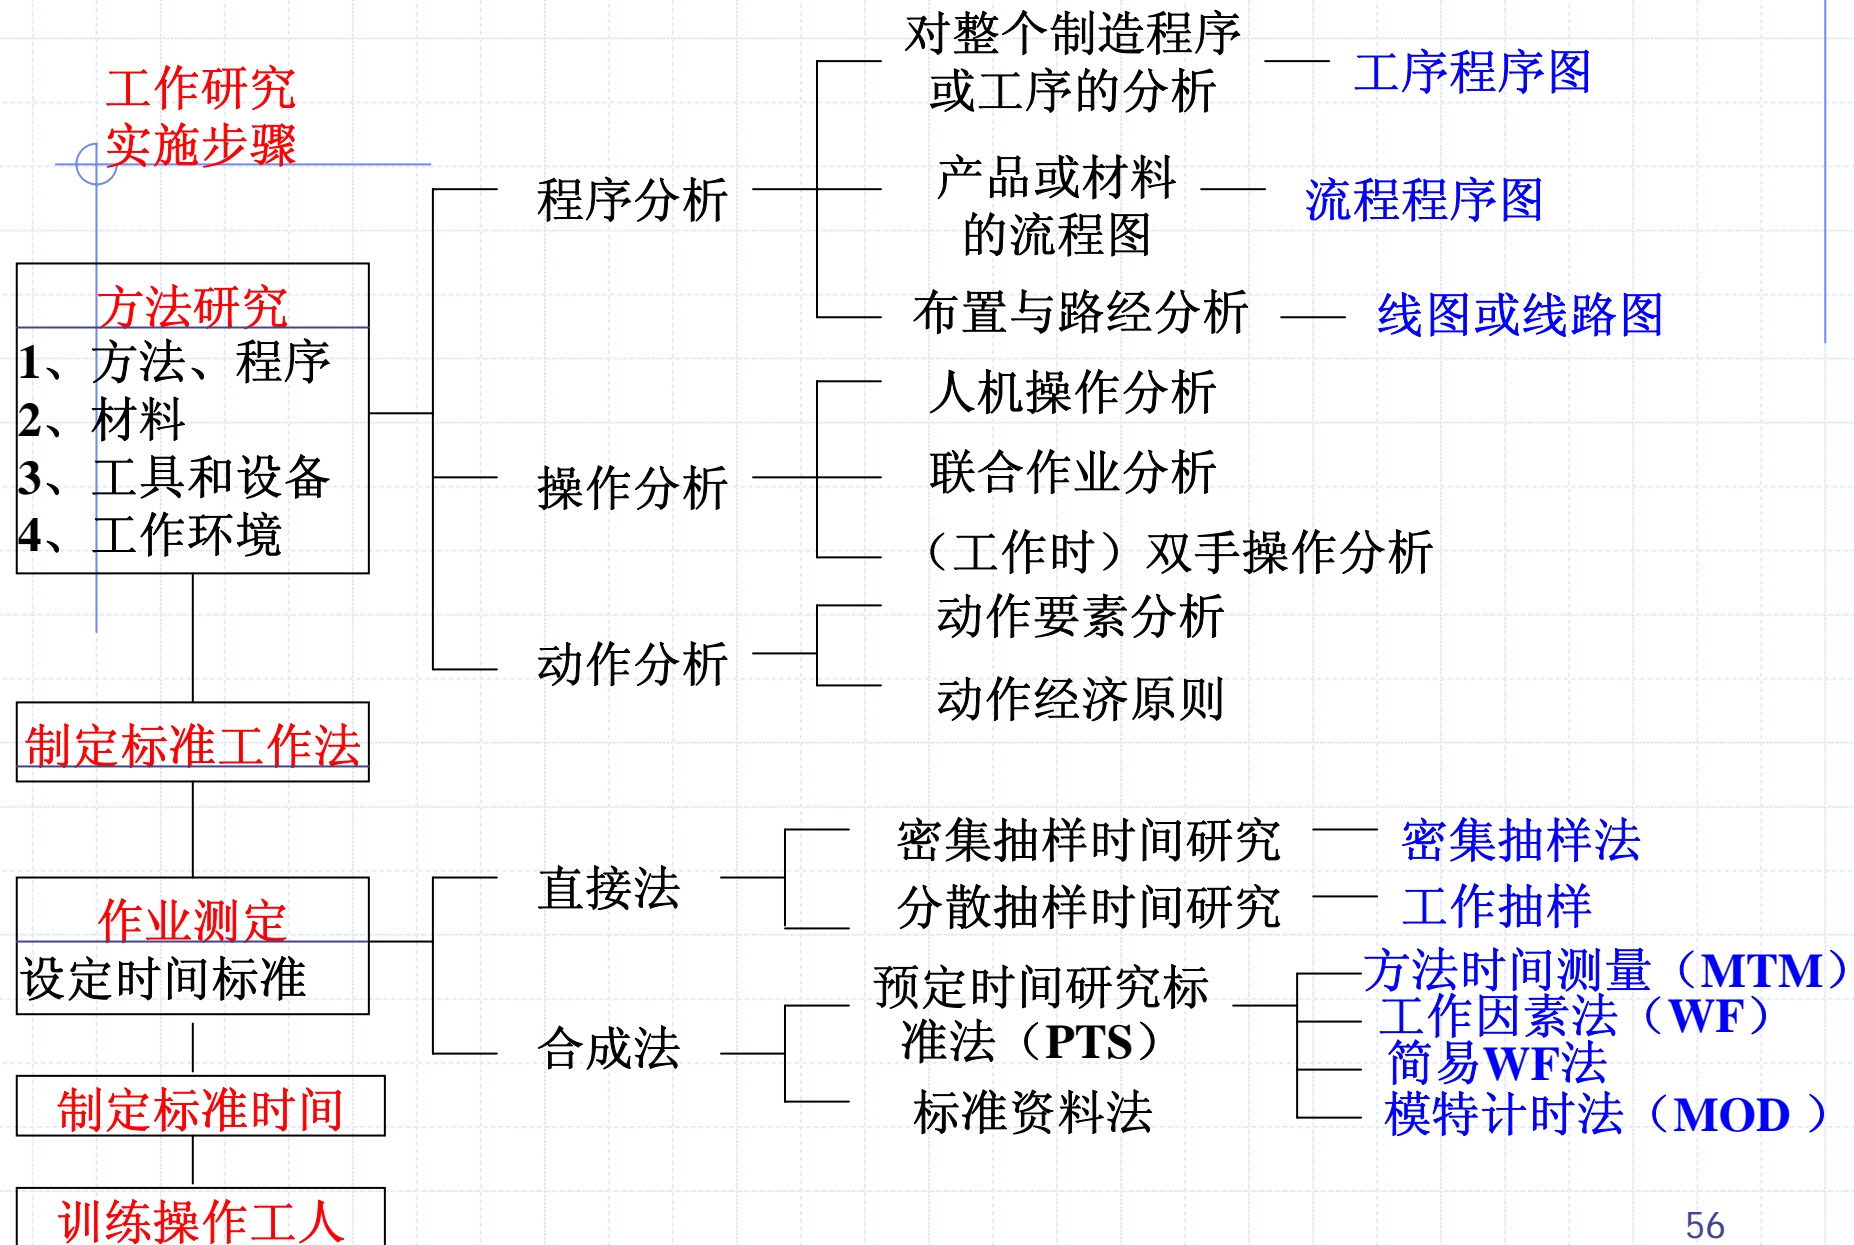 工作研究
实施步骤
对整个制造程序
或工序的分析
工序程序图
程序分析
产品或材料
的流程图
流程程序图
布置与路经分析
线图或线路图
方法研究
1、方法、程序
2、材料
3、工具和设备
4、工作环境
人机操作分析
操作分析
联合作业分析
（工作时）双手操作分析
动作分析
动作要素分析
动作经济原则
制定标准工作法
作业测定
设定时间标准
直接法
密集抽样时间研究
密集抽样法
分散抽样时间研究
工作抽样
合成法
预定时间研究标
准法（PTS）
方法时间测量（MTM）
工作因素法（WF）
简易WF法
模特计时法（MOD ）
标准资料法
制定标准时间
训练操作工人
56